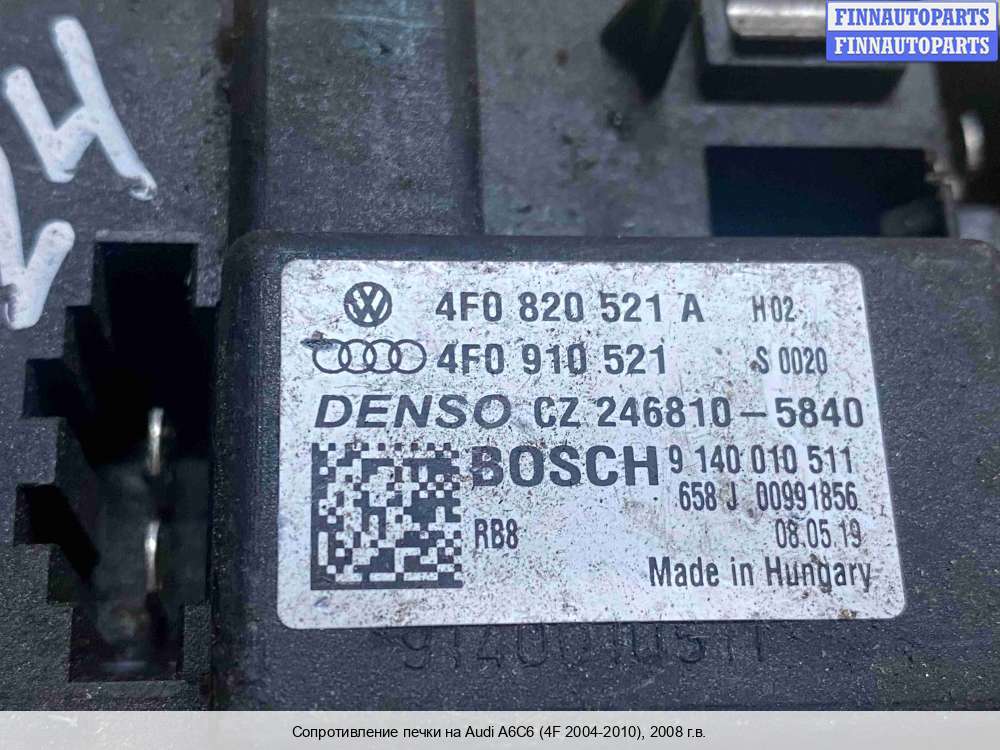 FINNAUTOPARTS
FINNAUTOPARTS
4F0 820 521 A H02
4F0 910 521 S 0020
DENSO CZ 246810-5840
BOSCH 9 140 010 511
658 J 00991856
RB8 08.05.19
Made in Hungary
9140010511
Сопротивление печки на Audi A6C6 (4F 2004-2010), 2008 г.в.